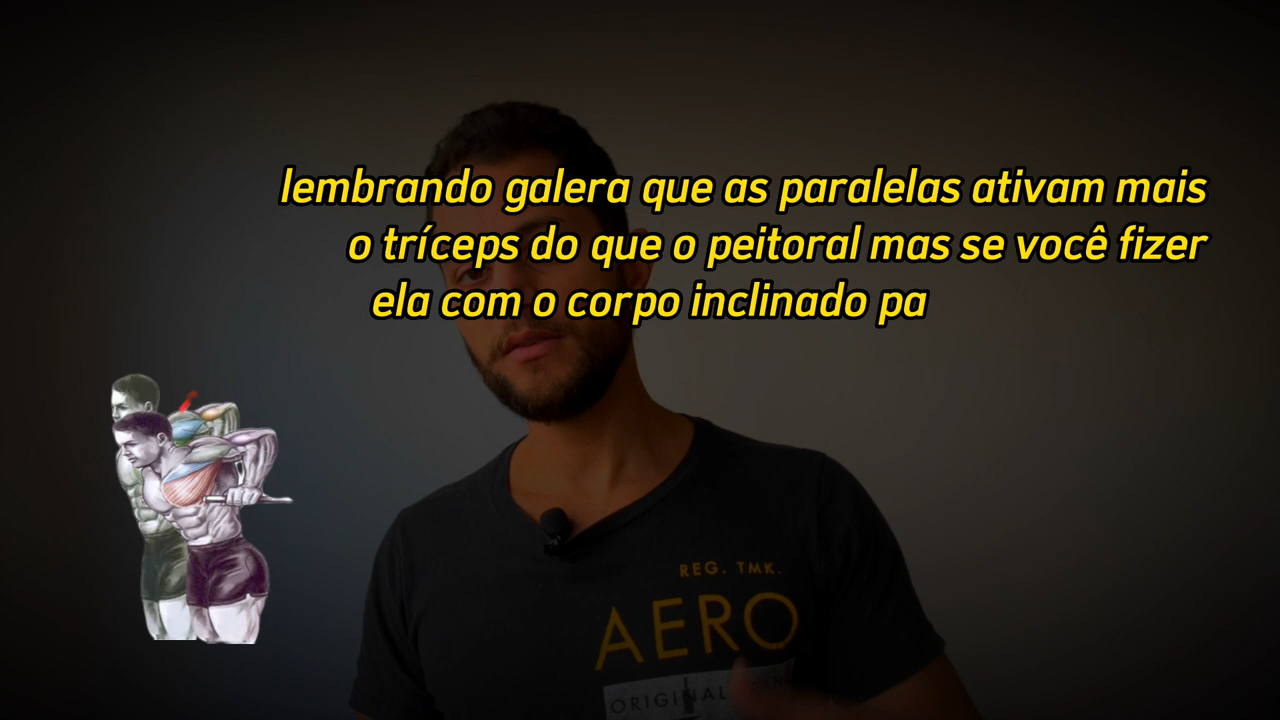 lembrando galera que as paralelas ativam mais
o tríceps do que o peitoral mas se você fizer
ela com o corpo inclinado pa
REG. TMK.
AERO
ORIGINAL